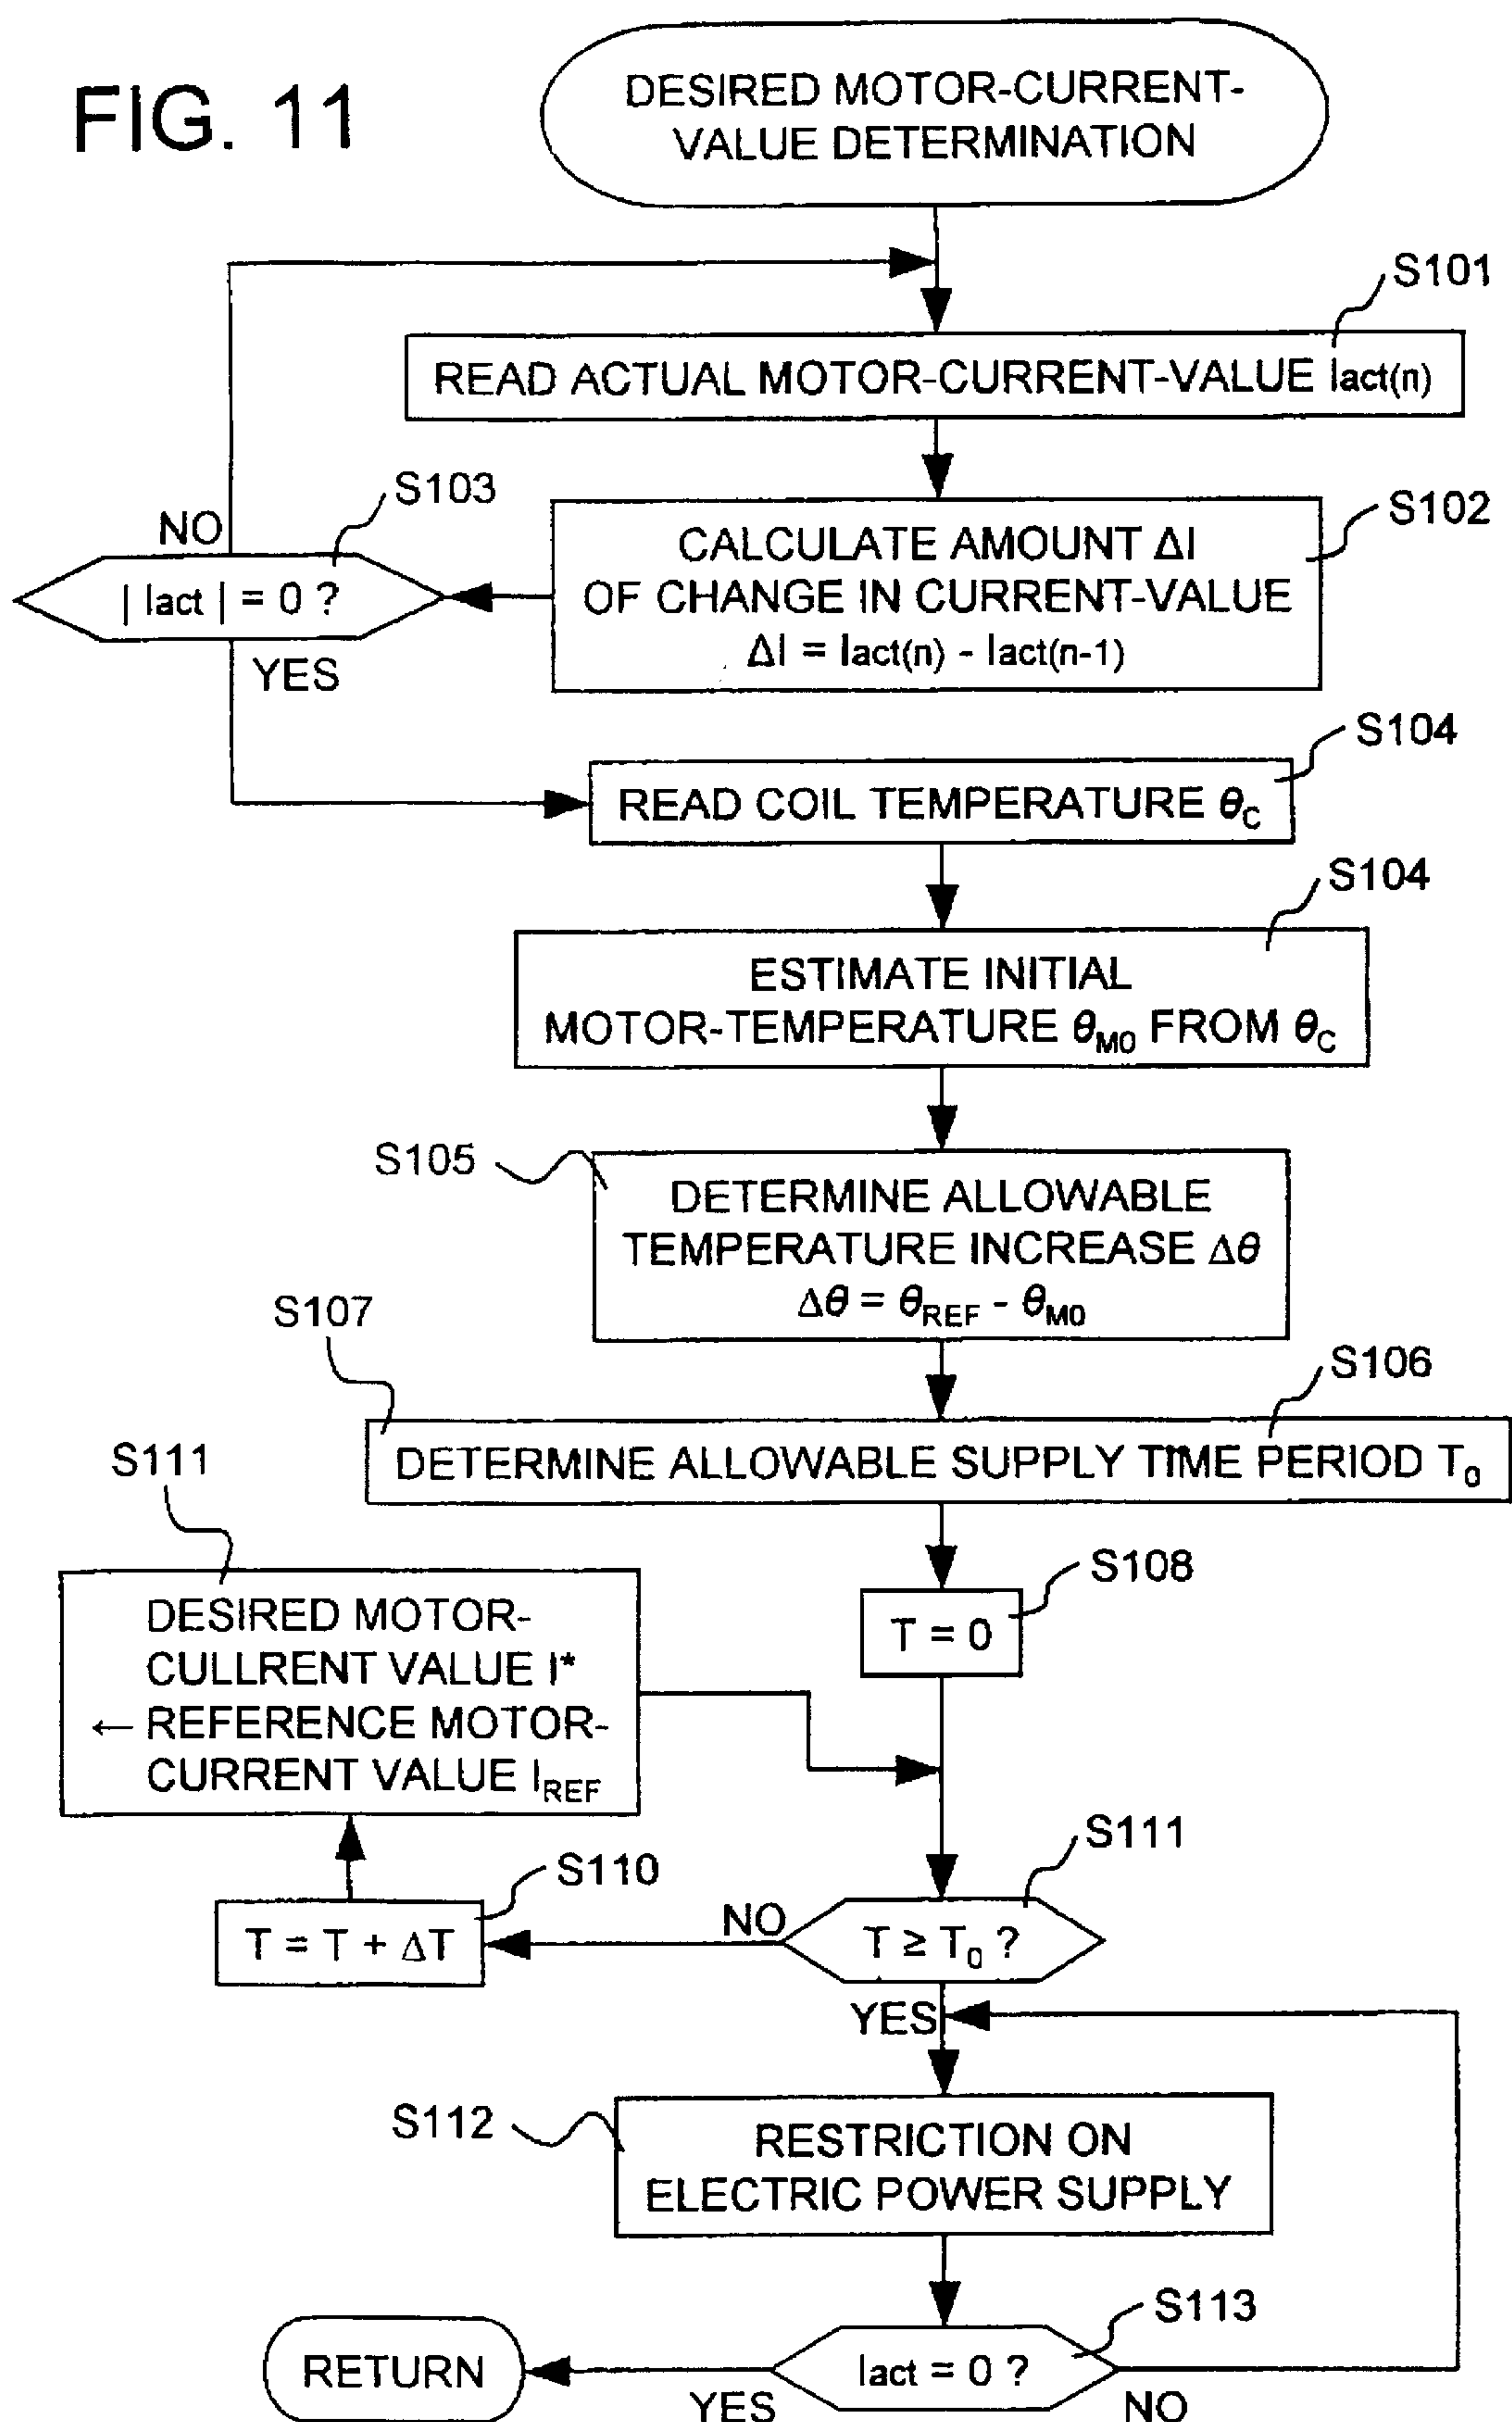 FIG. 11
DESIRED MOTOR-CURRENT-
VALUE DETERMINATION
S101
READ ACTUAL MOTOR-CURRENT-VALUE Iact(n)
S102
CALCULATE AMOUNT ΔI
OF CHANGE IN CURRENT-VALUE
ΔI = Iact(n) - Iact(n-1)
S103
NO
| Iact | = 0 ?
YES
S104
READ COIL TEMPERATURE θC
S104
ESTIMATE INITIAL
MOTOR-TEMPERATURE θM0 FROM θC
S105
DETERMINE ALLOWABLE
TEMPERATURE INCREASE Δθ
Δθ = θREF - θM0
S107
S106
DETERMINE ALLOWABLE SUPPLY TIME PERIOD T0
S108
T = 0
S111
DESIRED MOTOR-
CULLRENT VALUE I*
← REFERENCE MOTOR-
CURRENT VALUE IREF
S111
T ≥ T0 ?
NO
S110
T = T + ΔT
YES
S112
RESTRICTION ON
ELECTRIC POWER SUPPLY
S113
Iact = 0 ?
YES
NO
RETURN